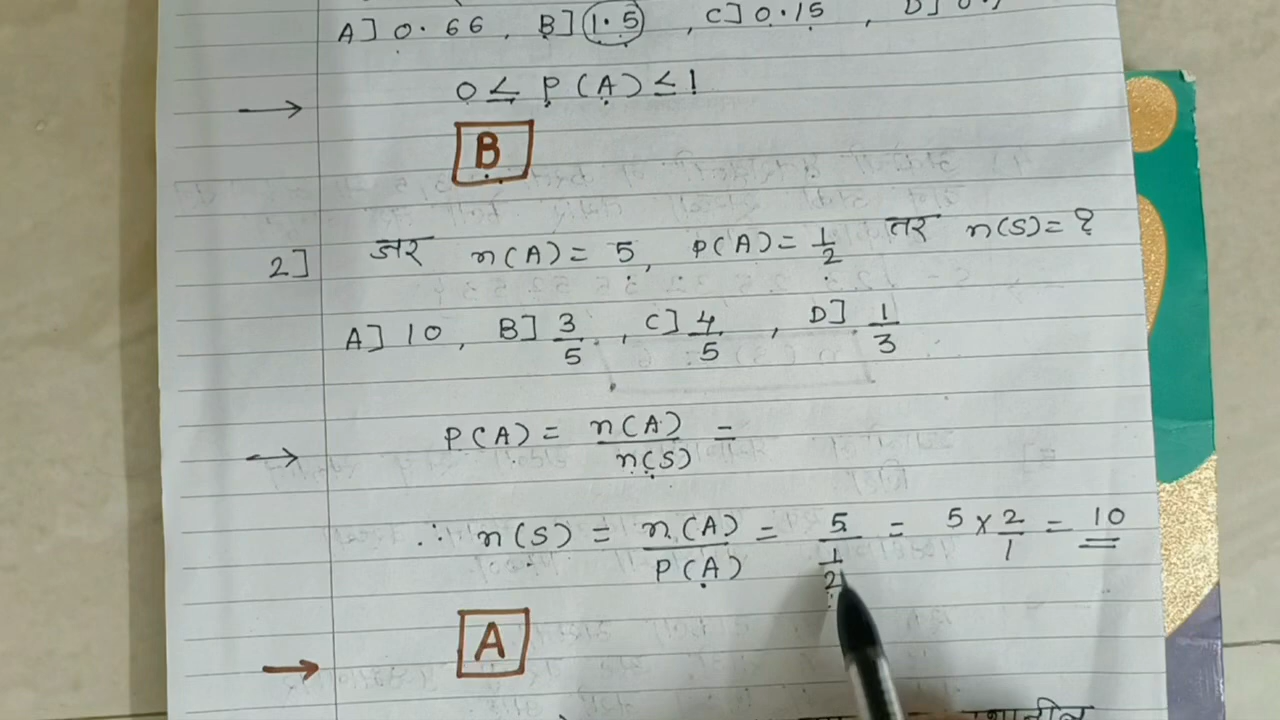 A] 0.66, B] 1.5, C] 0.15, D]
→ 0 ≤ P(A) ≤ 1
B
2] जर n(A) = 5, P(A) = 1/2 तर n(S) = ?
A] 10, B] 3/5, C] 4/5, D] 1/3
→ P(A) = n(A)/n(S) =
∴ n(S) = n(A)/P(A) = 5/(1/2) = 5 × 2/1 = 10
→ A